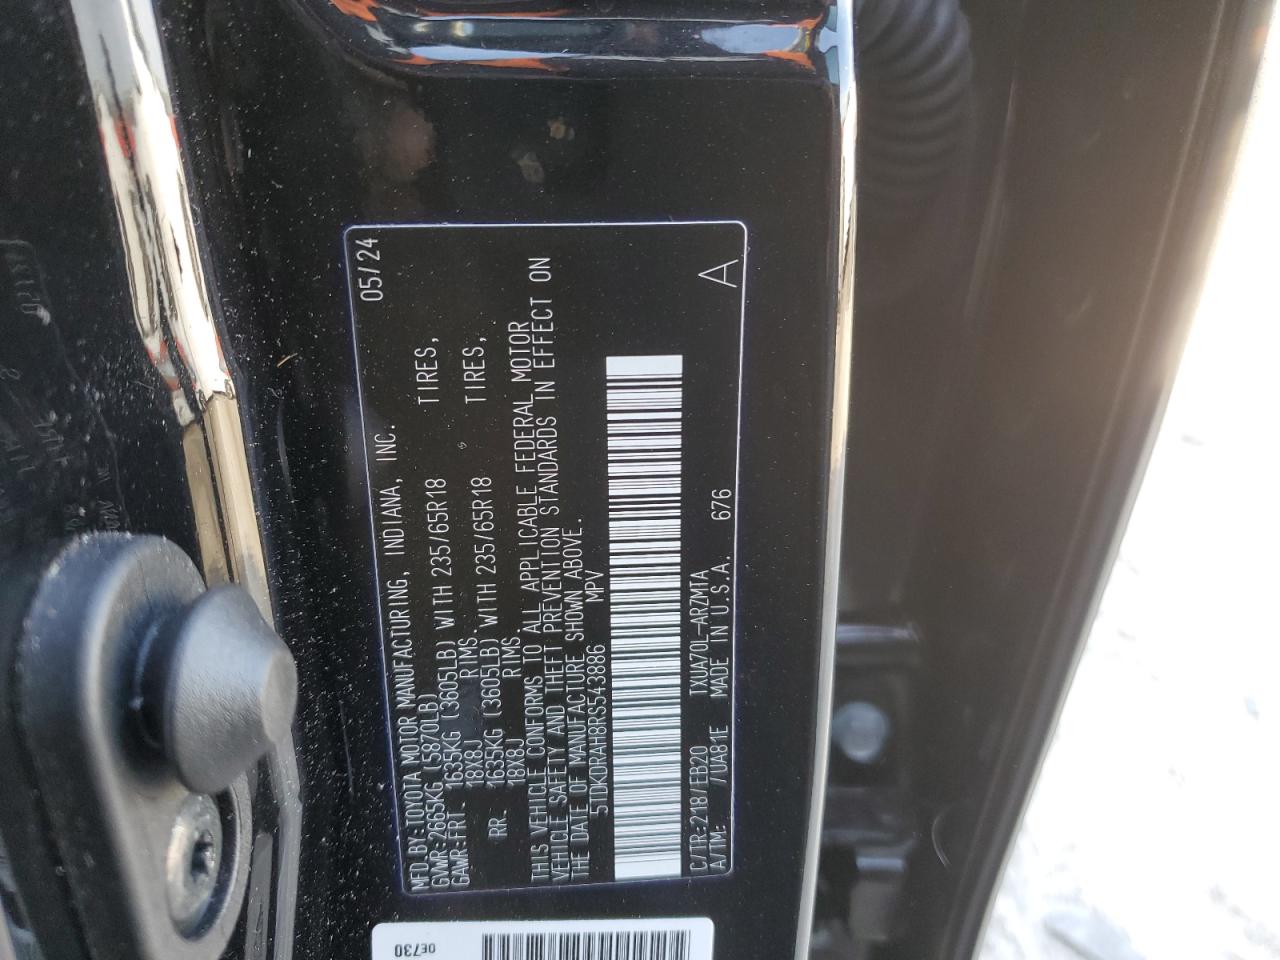 MFD BY: TOYOTA MOTOR MANUFACTURING, INDIANA, INC. 05/24
GVWR: 2665KG (5870LB)
GAWR: FRT. 1635KG (3605LB) WITH 235/65R18 TIRES,
18X8J RIMS.
RR. 1635KG (3605LB) WITH 235/65R18 TIRES,
18X8J RIMS.
THIS VEHICLE CONFORMS TO ALL APPLICABLE FEDERAL MOTOR
VEHICLE SAFETY AND THEFT PREVENTION STANDARDS IN EFFECT ON
THE DATE OF MANUFACTURE SHOWN ABOVE.
5TDKDRAH8RS543886 MPV
C/TR: 218/FB20 TXUA70L-ARZMTA
A/TM: /UA81E MADE IN U.S.A. 676 A
0E730